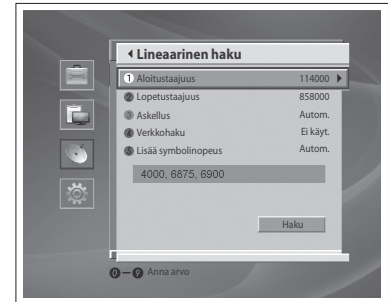 Lineaarinen haku
1 Aloitustaajuus 114000
2 Lopetustaajuus 858000
3 Askellus Autom.
4 Verkkohaku Ei käyt.
5 Lisää symbolinopeus Autom.
4000, 6875, 6900
Haku
0 – 9 Anna arvo